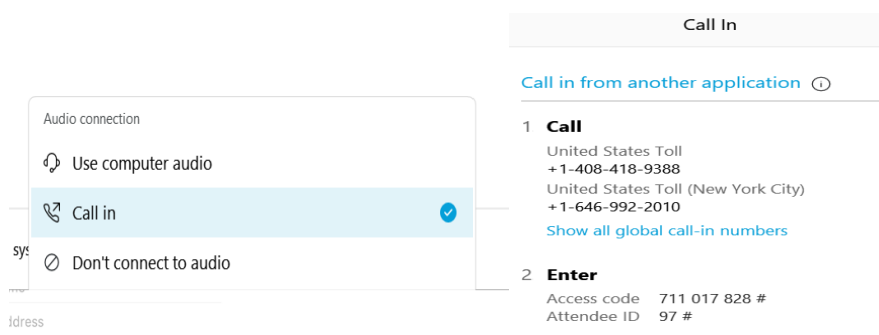 Audio connection
Use computer audio
Call in
sys
Don't connect to audio
ddress
Call In
Call in from another application
1 Call
United States Toll
+1-408-418-9388
United States Toll (New York City)
+1-646-992-2010
Show all global call-in numbers
2 Enter
Access code 711 017 828 #
Attendee ID 97 #